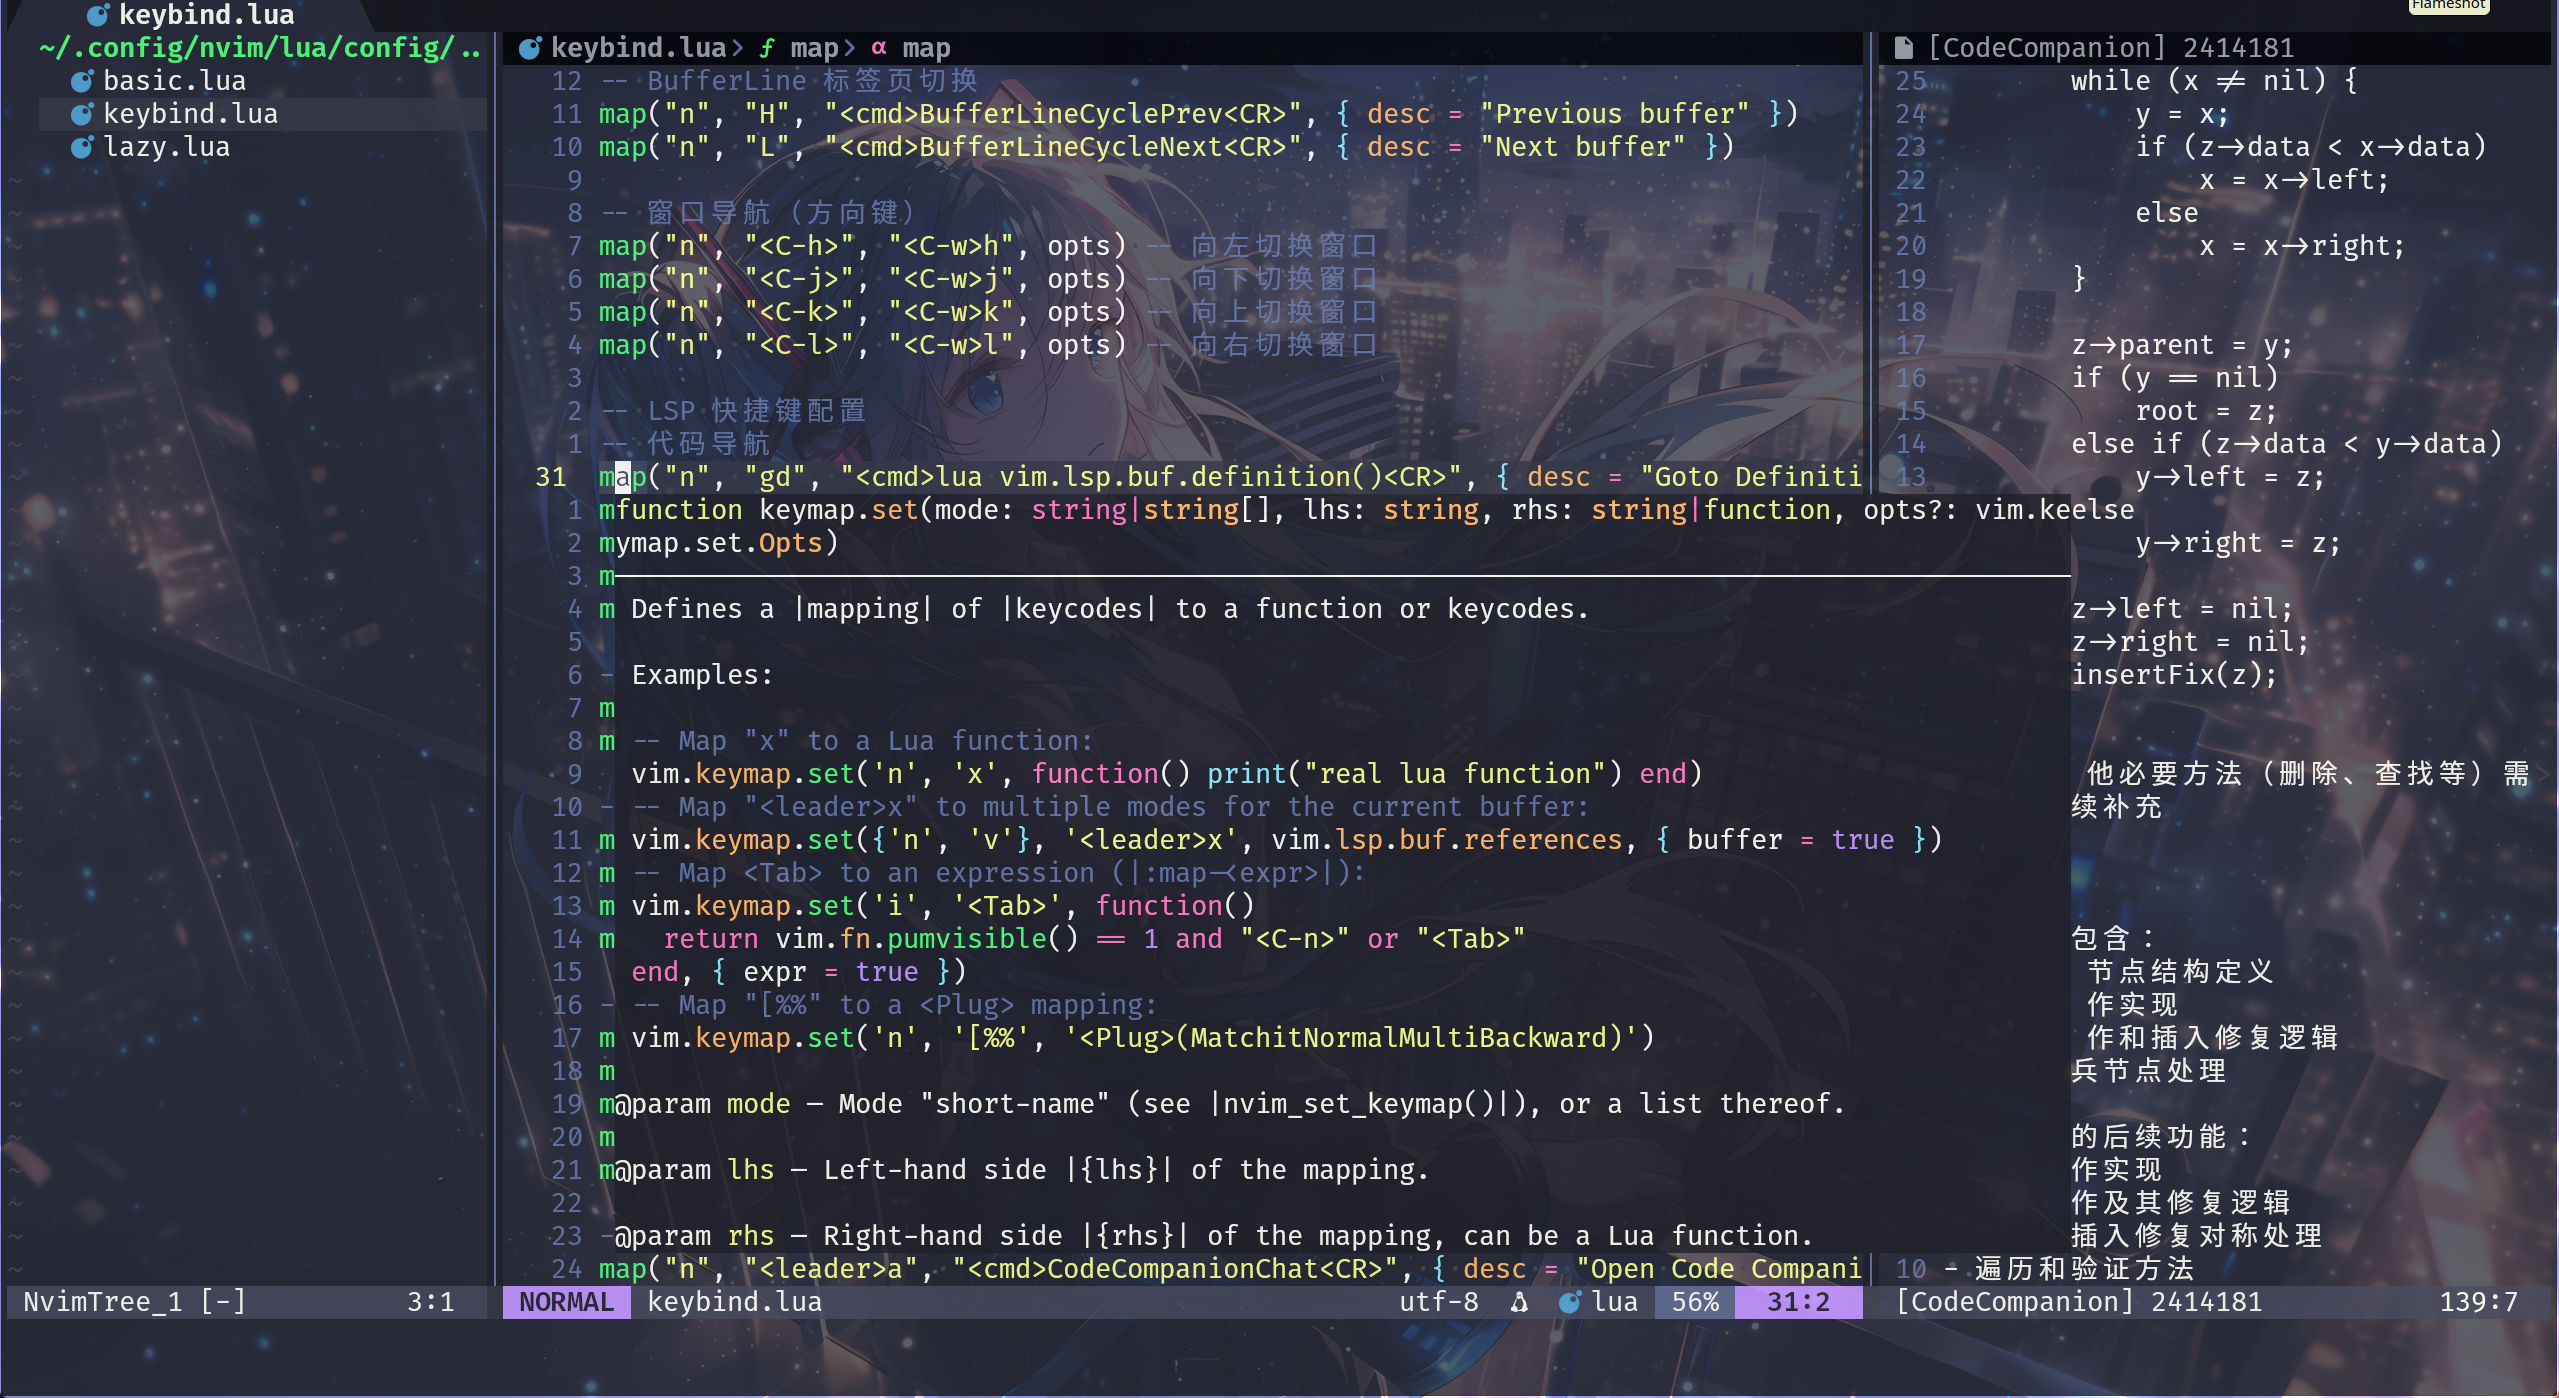 Flameshot
keybind.lua
~/.config/nvim/lua/config/..
basic.lua
keybind.lua
lazy.lua
NvimTree_1 [-] 3:1
keybind.lua> ƒ map> α map
12 -- BufferLine 标签页切换
11 map("n", "H", "<cmd>BufferLineCyclePrev<CR>", { desc = "Previous buffer" })
10 map("n", "L", "<cmd>BufferLineCycleNext<CR>", { desc = "Next buffer" })
9
8 -- 窗口导航（方向键）
7 map("n", "<C-h>", "<C-w>h", opts) -- 向左切换窗口
6 map("n", "<C-j>", "<C-w>j", opts) -- 向下切换窗口
5 map("n", "<C-k>", "<C-w>k", opts) -- 向上切换窗口
4 map("n", "<C-l>", "<C-w>l", opts) -- 向右切换窗口
3
2 -- LSP 快捷键配置
1 -- 代码导航
31 map("n", "gd", "<cmd>lua vim.lsp.buf.definition()<CR>", { desc = "Goto Definiti
1 mfunction keymap.set(mode: string|string[], lhs: string, rhs: string|function, opts?: vim.ke
2 mymap.set.Opts)
3 m
4 m Defines a |mapping| of |keycodes| to a function or keycodes.
5
6 - Examples:
7 m
8 m -- Map "x" to a Lua function:
9 vim.keymap.set('n', 'x', function() print("real lua function") end)
10 - -- Map "<leader>x" to multiple modes for the current buffer:
11 m vim.keymap.set({'n', 'v'}, '<leader>x', vim.lsp.buf.references, { buffer = true })
12 m -- Map <Tab> to an expression (|:map-<expr>|):
13 m vim.keymap.set('i', '<Tab>', function()
14 m return vim.fn.pumvisible() == 1 and "<C-n>" or "<Tab>"
15 end, { expr = true })
16 - -- Map "[%%" to a <Plug> mapping:
17 m vim.keymap.set('n', '[%%', '<Plug>(MatchitNormalMultiBackward)')
18 m
19 m@param mode — Mode "short-name" (see |nvim_set_keymap()|), or a list thereof.
20 m
21 m@param lhs — Left-hand side |{lhs}| of the mapping.
22
23 -@param rhs — Right-hand side |{rhs}| of the mapping, can be a Lua function.
24 map("n", "<leader>a", "<cmd>CodeCompanionChat<CR>", { desc = "Open Code Compani
NORMAL keybind.lua utf-8 lua 56% 31:2
[CodeCompanion] 2414181
25 while (x != nil) {
24 y = x;
23 if (z->data < x->data)
22 x = x->left;
21 else
20 x = x->right;
19 }
18
17 z->parent = y;
16 if (y == nil)
15 root = z;
14 else if (z->data < y->data)
13 y->left = z;
else
y->right = z;
z->left = nil;
z->right = nil;
insertFix(z);
他必要方法（删除、查找等）需
续补充
包含：
节点结构定义
作实现
作和插入修复逻辑
兵节点处理
的后续功能：
作实现
作及其修复逻辑
插入修复对称处理
10 - 遍历和验证方法
[CodeCompanion] 2414181 139:7